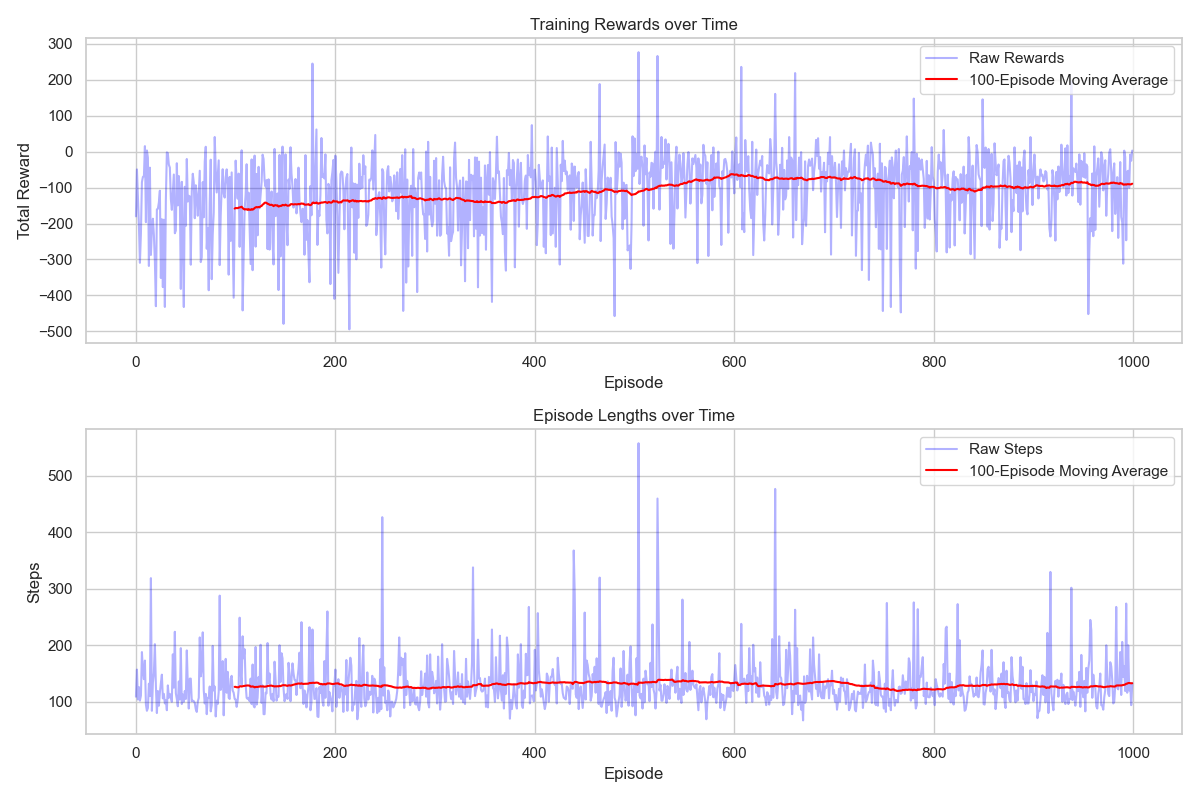 Training Rewards over Time
300
200
100
0
−100
−200
−300
−400
−500
Total Reward
Raw Rewards
100-Episode Moving Average
0 200 400 600 800 1000
Episode
Episode Lengths over Time
500
400
300
200
100
Steps
Raw Steps
100-Episode Moving Average
0 200 400 600 800 1000
Episode